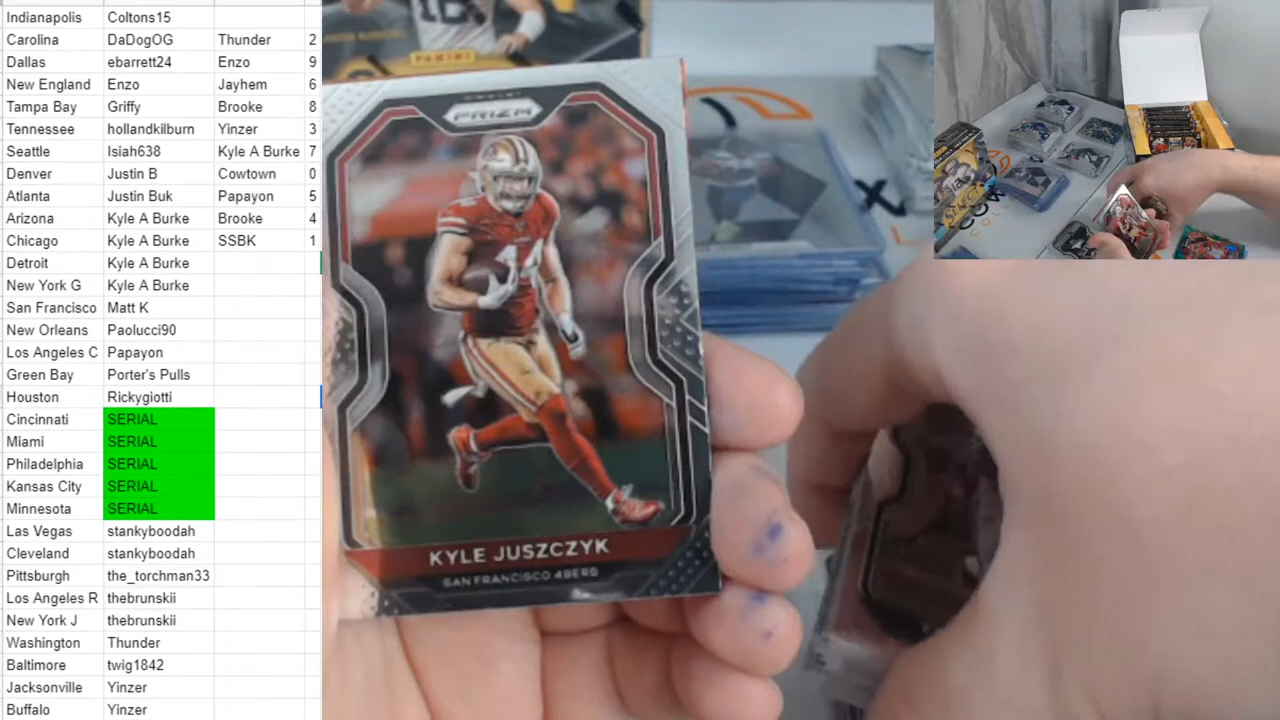 Indianapolis Coltons15
Carolina DaDogOG Thunder 2
Dallas ebarrett24 Enzo 9
New England Enzo Jayhem 6
Tampa Bay Griffy Brooke 8
Tennessee hollandkilburn Yinzer 3
Seattle Isiah638 Kyle A Burke 7
Denver Justin B Cowtown 0
Atlanta Justin Buk Papayon 5
Arizona Kyle A Burke Brooke 4
Chicago Kyle A Burke SSBK 1
Detroit Kyle A Burke
New York G Kyle A Burke
San Francisco Matt K
New Orleans Paolucci90
Los Angeles C Papayon
Green Bay Porter's Pulls
Houston Rickygiotti
Cincinnati SERIAL
Miami SERIAL
Philadelphia SERIAL
Kansas City SERIAL
Minnesota SERIAL
Las Vegas stankyboodah
Cleveland stankyboodah
Pittsburgh the_torchman33
Los Angeles R thebrunskii
New York J thebrunskii
Washington Thunder
Baltimore twig1842
Jacksonville Yinzer
Buffalo Yinzer
PANINI
PRIZM
44
KYLE JUSZCZYK
SAN FRANCISCO 49ERS